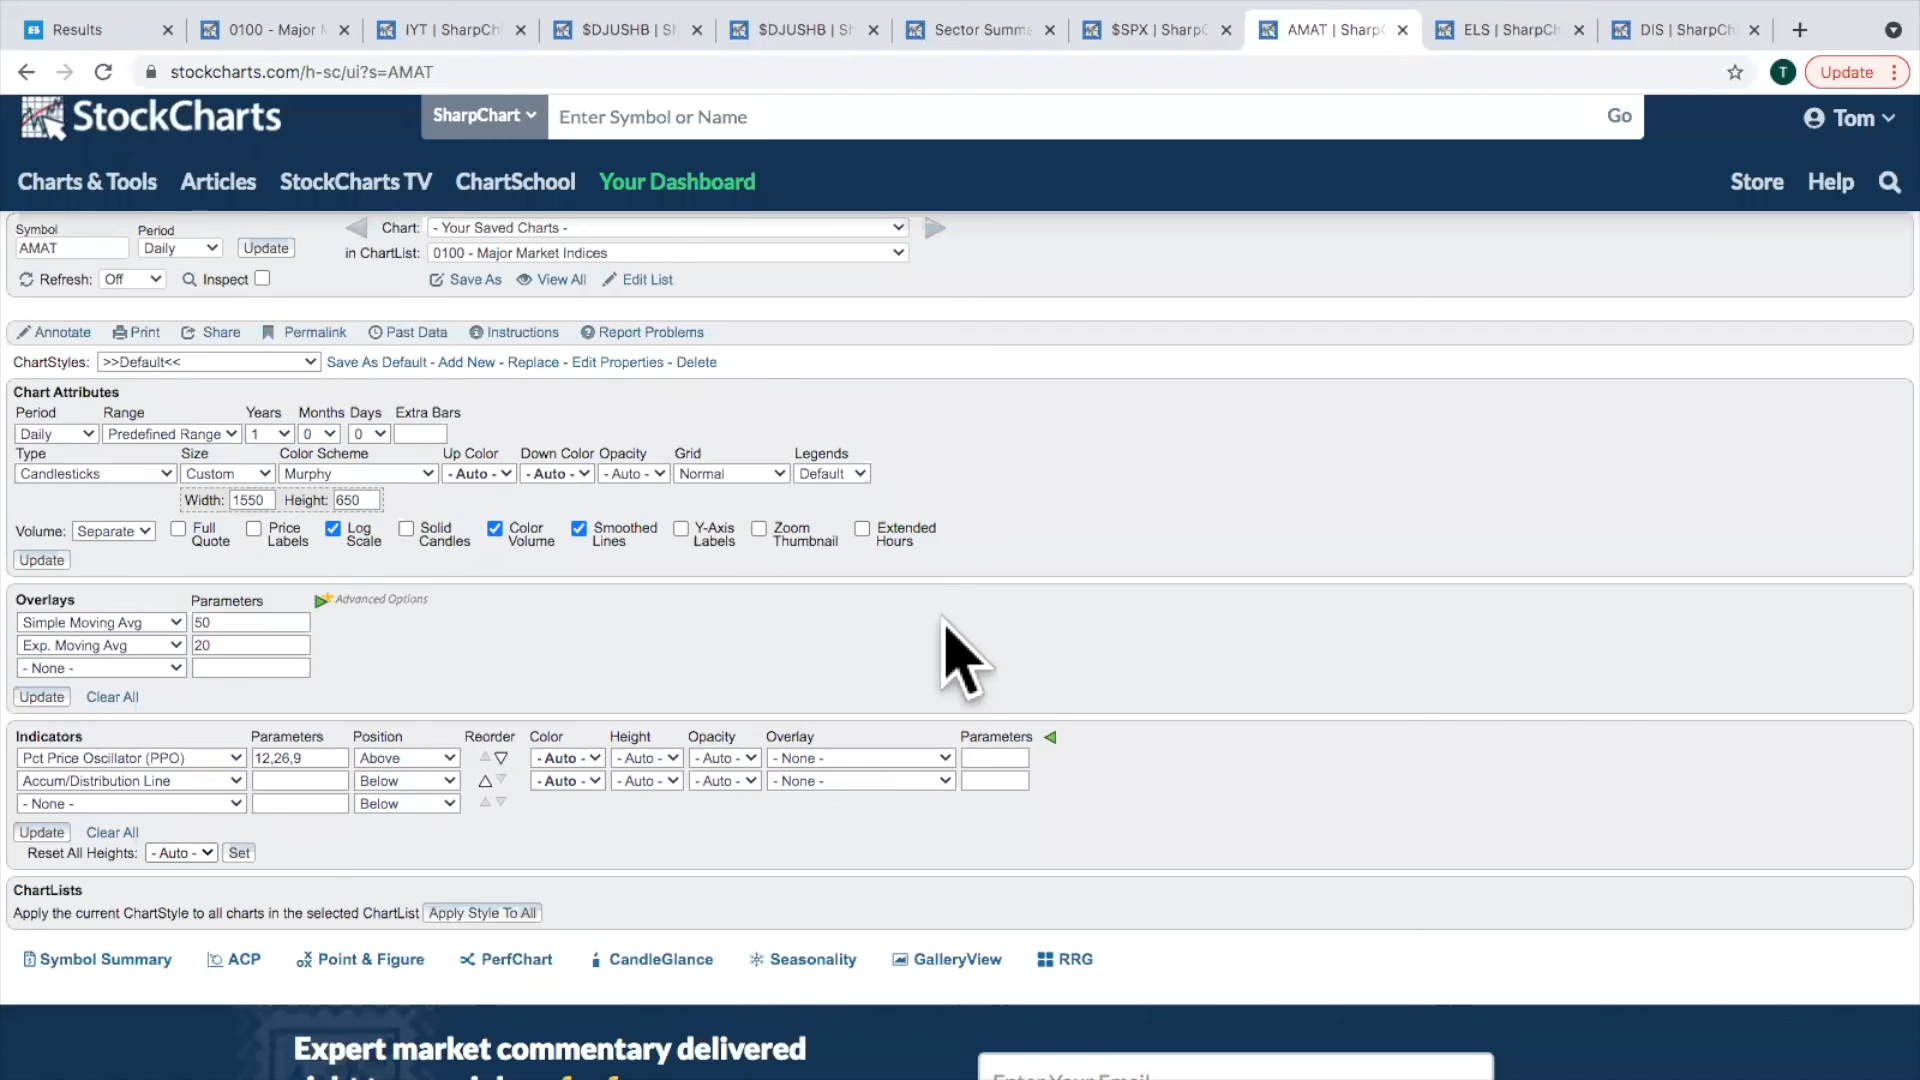 Results
0100 - Major M
IYT | SharpCh
$DJUSHB | Sh
$DJUSHB | Sh
Sector Summa
$SPX | SharpC
AMAT | SharpC
ELS | SharpCh
DIS | SharpCh
stockcharts.com/h-sc/ui?s=AMAT
T
Update
StockCharts
SharpChart
Enter Symbol or Name
Go
Tom
Charts & Tools Articles StockCharts TV ChartSchool Your Dashboard
Store Help
Symbol Period
AMAT Daily Update
Chart: - Your Saved Charts -
in ChartList: 0100 - Major Market Indices
Refresh: Off Inspect
Save As View All Edit List
Annotate Print Share Permalink Past Data Instructions Report Problems
ChartStyles: >>Default<< Save As Default - Add New - Replace - Edit Properties - Delete
Chart Attributes
Period Range Years Months Days Extra Bars
Daily Predefined Range 1 0 0
Type Size Color Scheme Up Color Down Color Opacity Grid Legends
Candlesticks Custom Murphy - Auto - - Auto - - Auto - Normal Default
Width: 1550 Height: 650
Volume: Separate Full Quote Price Labels Log Scale Solid Candles Color Volume Smoothed Lines Y-Axis Labels Zoom Thumbnail Extended Hours
Update
Overlays Parameters Advanced Options
Simple Moving Avg 50
Exp. Moving Avg 20
- None -
Update Clear All
Indicators Parameters Position Reorder Color Height Opacity Overlay Parameters
Pct Price Oscillator (PPO) 12,26,9 Above - Auto - - Auto - - Auto - - None -
Accum/Distribution Line Below - Auto - - Auto - - Auto - - None -
- None - Below
Update Clear All
Reset All Heights: - Auto - Set
ChartLists
Apply the current ChartStyle to all charts in the selected ChartList Apply Style To All
Symbol Summary ACP Point & Figure PerfChart CandleGlance Seasonality GalleryView RRG
Expert market commentary delivered
Enter Your Email